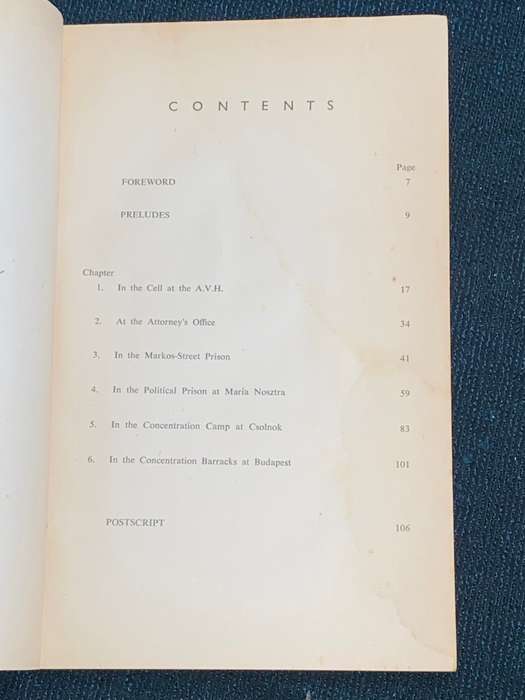 CONTENTS
Page
FOREWORD 7
PRELUDES 9
Chapter
1. In the Cell at the A.V.H. 17
2. At the Attorney's Office 34
3. In the Markos-Street Prison 41
4. In the Political Prison at Maria Nosztra 59
5. In the Concentration Camp at Csolnok 83
6. In the Concentration Barracks at Budapest 101
POSTSCRIPT 106